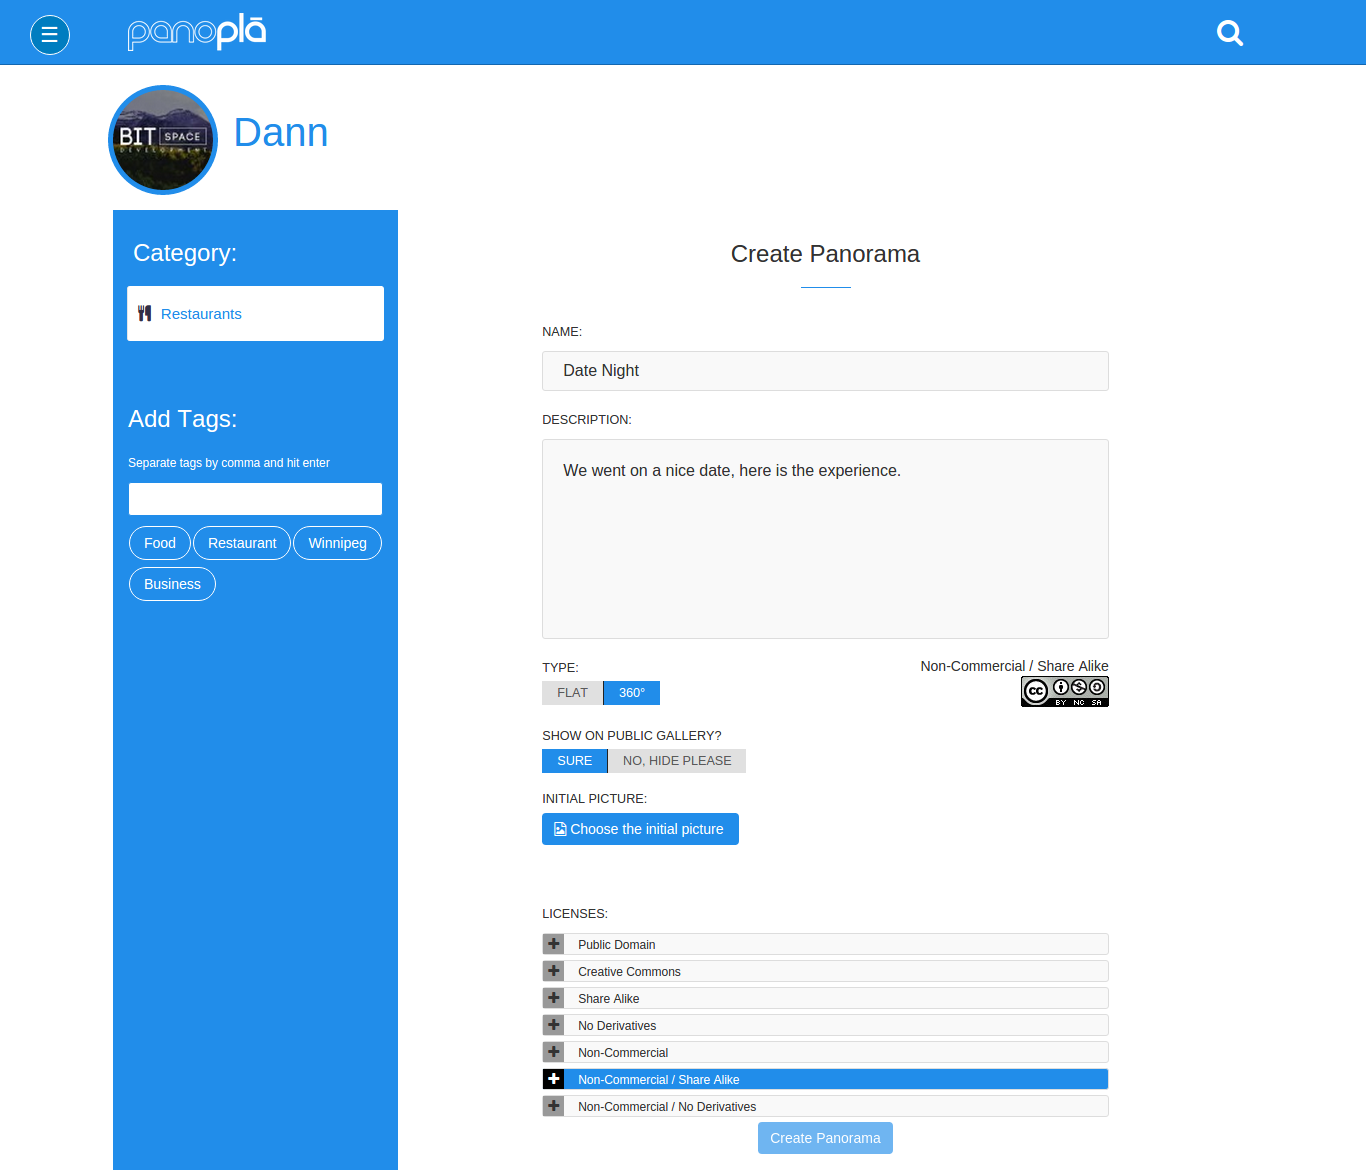 ☰
panoplā
BIT SPACE
DEVELOPMENT
Dann
Category:
Restaurants
Add Tags:
Separate tags by comma and hit enter
Food
Restaurant
Winnipeg
Business
Create Panorama
NAME:
Date Night
DESCRIPTION:
We went on a nice date, here is the experience.
TYPE:
FLAT
360°
Non-Commercial / Share Alike
cc
BY NC SA
SHOW ON PUBLIC GALLERY?
SURE
NO, HIDE PLEASE
INITIAL PICTURE:
Choose the initial picture
LICENSES:
Public Domain
Creative Commons
Share Alike
No Derivatives
Non-Commercial
Non-Commercial / Share Alike
Non-Commercial / No Derivatives
Create Panorama